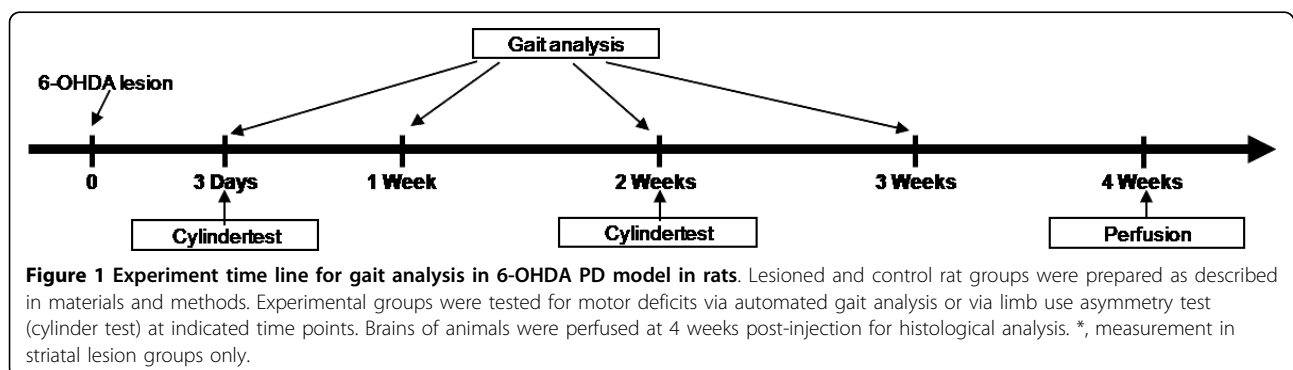 Gait analysis
6-OHDA lesion
0
3 Days
1 Week
2 Weeks
3 Weeks
4 Weeks
Cylindertest
Cylindertest
Perfusion
Figure 1 Experiment time line for gait analysis in 6-OHDA PD model in rats. Lesioned and control rat groups were prepared as described
in materials and methods. Experimental groups were tested for motor deficits via automated gait analysis or via limb use asymmetry test
(cylinder test) at indicated time points. Brains of animals were perfused at 4 weeks post-injection for histological analysis. *, measurement in
striatal lesion groups only.